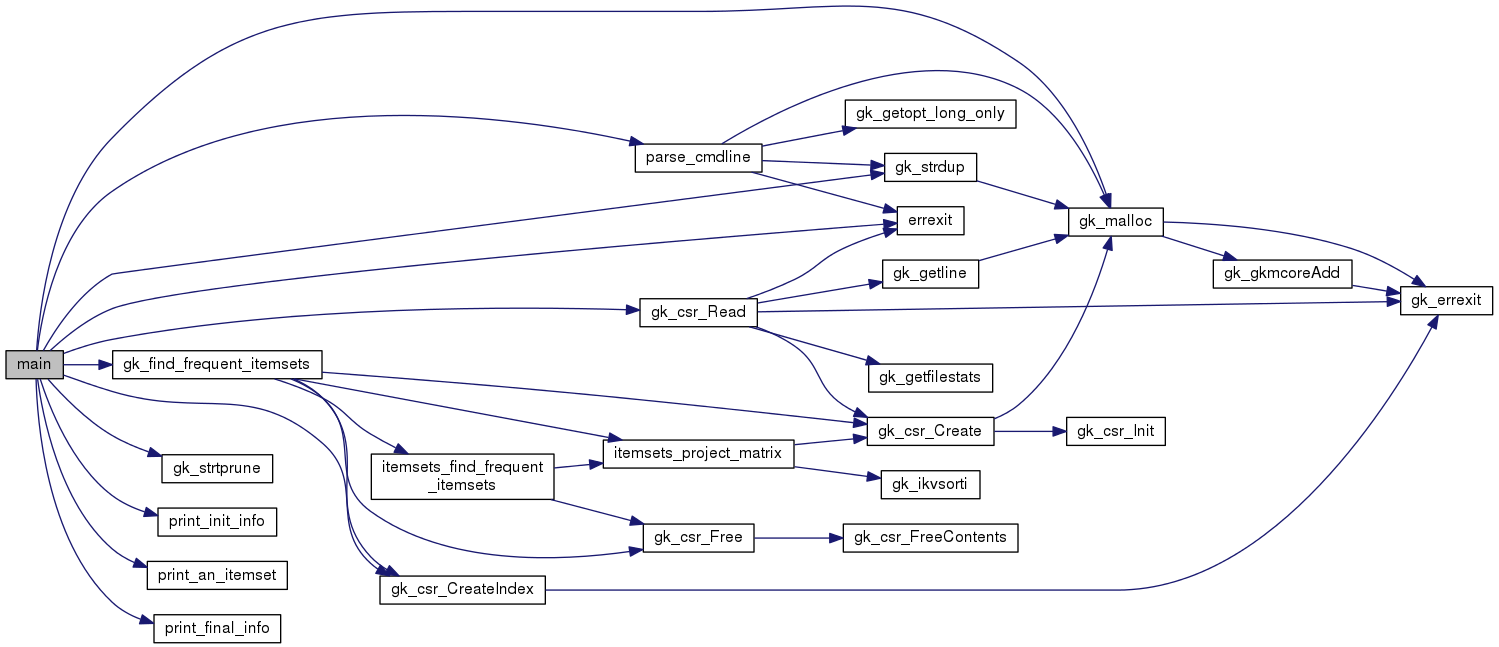 gk_getopt_long_only
parse_cmdline
gk_strdup
errexit
gk_malloc
gk_getline
gk_gkmcoreAdd
gk_errexit
gk_csr_Read
main
gk_find_frequent_itemsets
gk_getfilestats
gk_csr_Create
gk_csr_Init
itemsets_project_matrix
gk_strtprune
itemsets_find_frequent
_itemsets
gk_ikvsorti
print_init_info
gk_csr_Free
gk_csr_FreeContents
print_an_itemset
gk_csr_CreateIndex
print_final_info